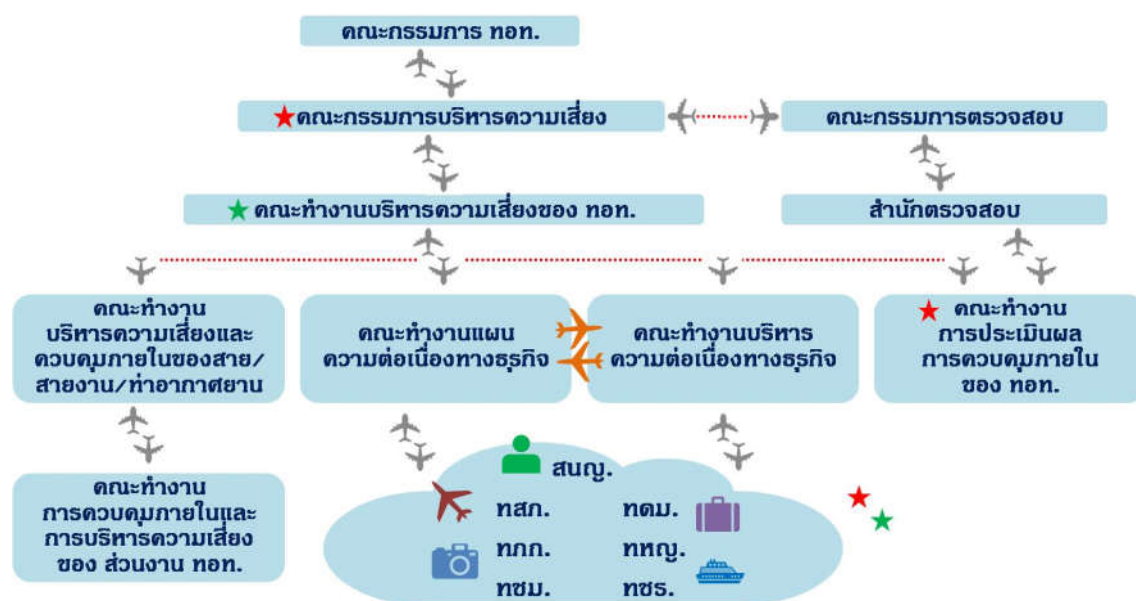 คณะกรรมการ ทอท.
คณะกรรมการบริหารความเสี่ยง
คณะกรรมการตรวจสอบ
คณะทำงานบริหารความเสี่ยงของ ทอท.
สำนักตรวจสอบ
คณะทำงาน
บริหารความเสี่ยงและ
ควบคุมภายในของสาย/
สายงาน/ท่าอากาศยาน
คณะทำงานแผน
ความต่อเนื่องทางธุรกิจ
คณะทำงานบริหาร
ความต่อเนื่องทางธุรกิจ
คณะทำงาน
การประเมินผล
การควบคุมภายใน
ของ ทอท.
คณะทำงาน
การควบคุมภายในและ
การบริหารความเสี่ยง
ของ ส่วนงาน ทอท.
สนญ.
ทสภ. ทดม.
ทภก. ทหญ.
ทชม. ทชร.